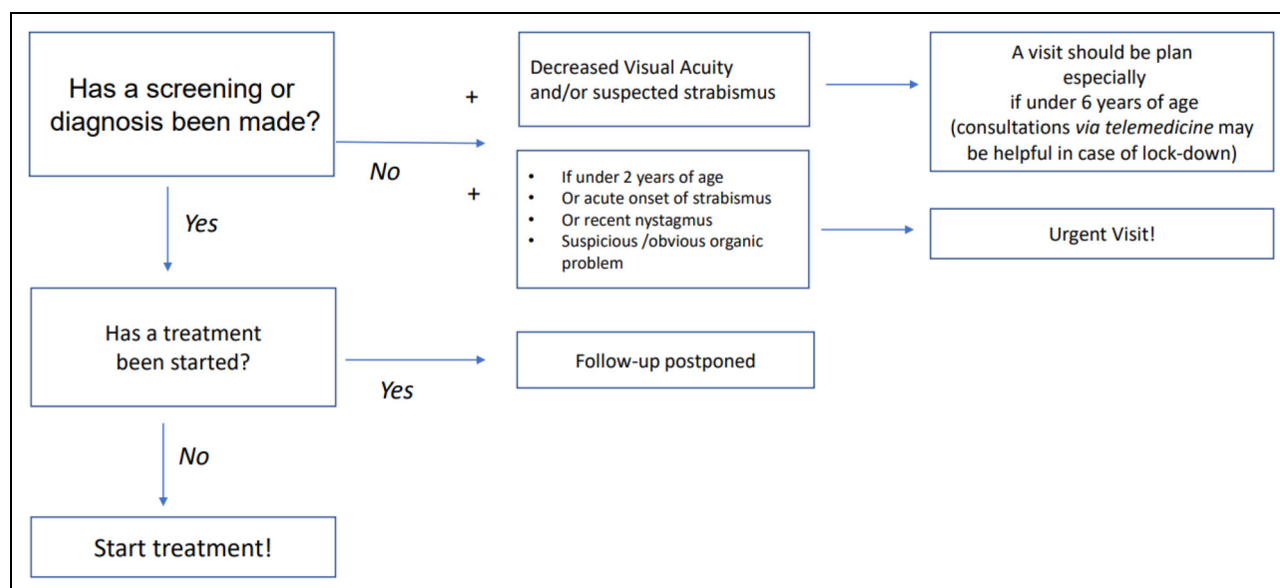 Has a screening or
diagnosis been made?
No
Yes
+
Decreased Visual Acuity
and/or suspected strabismus
A visit should be plan
especially
if under 6 years of age
(consultations via telemedicine may
be helpful in case of lock-down)
+
• If under 2 years of age
• Or acute onset of strabismus
• Or recent nystagmus
• Suspicious /obvious organic
problem
Urgent Visit!
Has a treatment
been started?
Yes
Follow-up postponed
No
Start treatment!